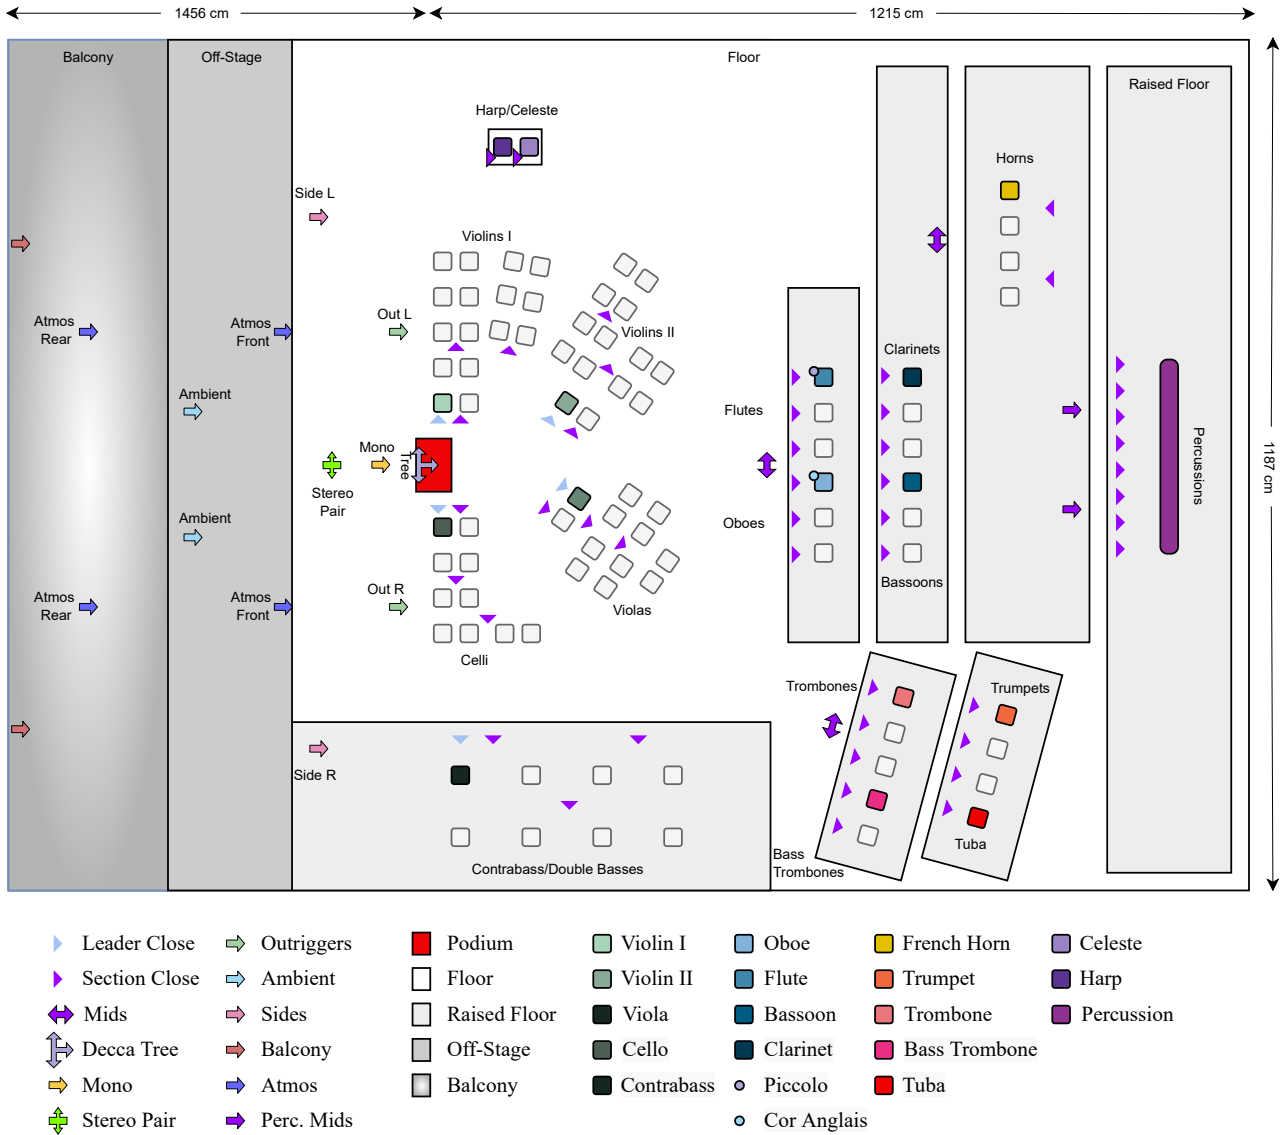 1456 cm
1215 cm
Balcony
Off-Stage
Floor
Raised Floor
Harp/Celeste
Horns
Side L
Violins I
Out L
Violins II
Atmos
Rear
Atmos
Front
Clarinets
Ambient
Flutes
Mono
Tree
Stereo
Pair
Percussions
1187 cm
Ambient
Oboes
Bassoons
Out R
Atmos
Rear
Atmos
Front
Violas
Celli
Trombones
Trumpets
Side R
Tuba
Bass
Trombones
Contrabass/Double Basses
Leader Close
Outriggers
Podium
Violin I
Oboe
French Horn
Celeste
Section Close
Ambient
Floor
Violin II
Flute
Trumpet
Harp
Mids
Sides
Raised Floor
Viola
Bassoon
Trombone
Percussion
Decca Tree
Balcony
Off-Stage
Cello
Clarinet
Bass Trombone
Mono
Atmos
Balcony
Contrabass
Piccolo
Tuba
Stereo Pair
Perc. Mids
Cor Anglais